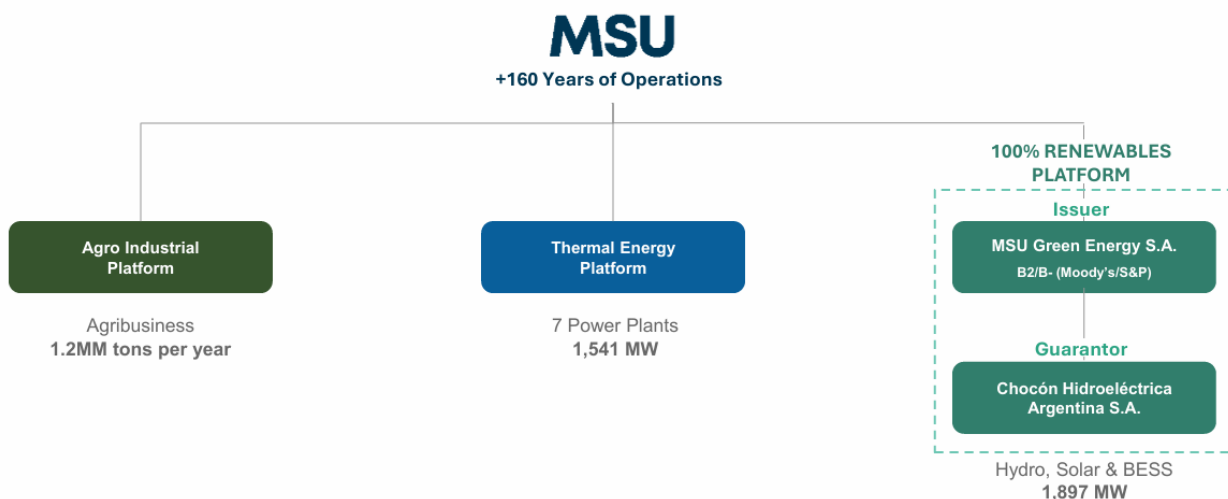 MSU
+160 Years of Operations
100% RENEWABLES
PLATFORM
Issuer
Agro Industrial
Platform
Thermal Energy
Platform
MSU Green Energy S.A.
B2/B- (Moody's/S&P)
Agribusiness
1.2MM tons per year
7 Power Plants
1,541 MW
Guarantor
Chocón Hidroeléctrica
Argentina S.A.
Hydro, Solar & BESS
1,897 MW